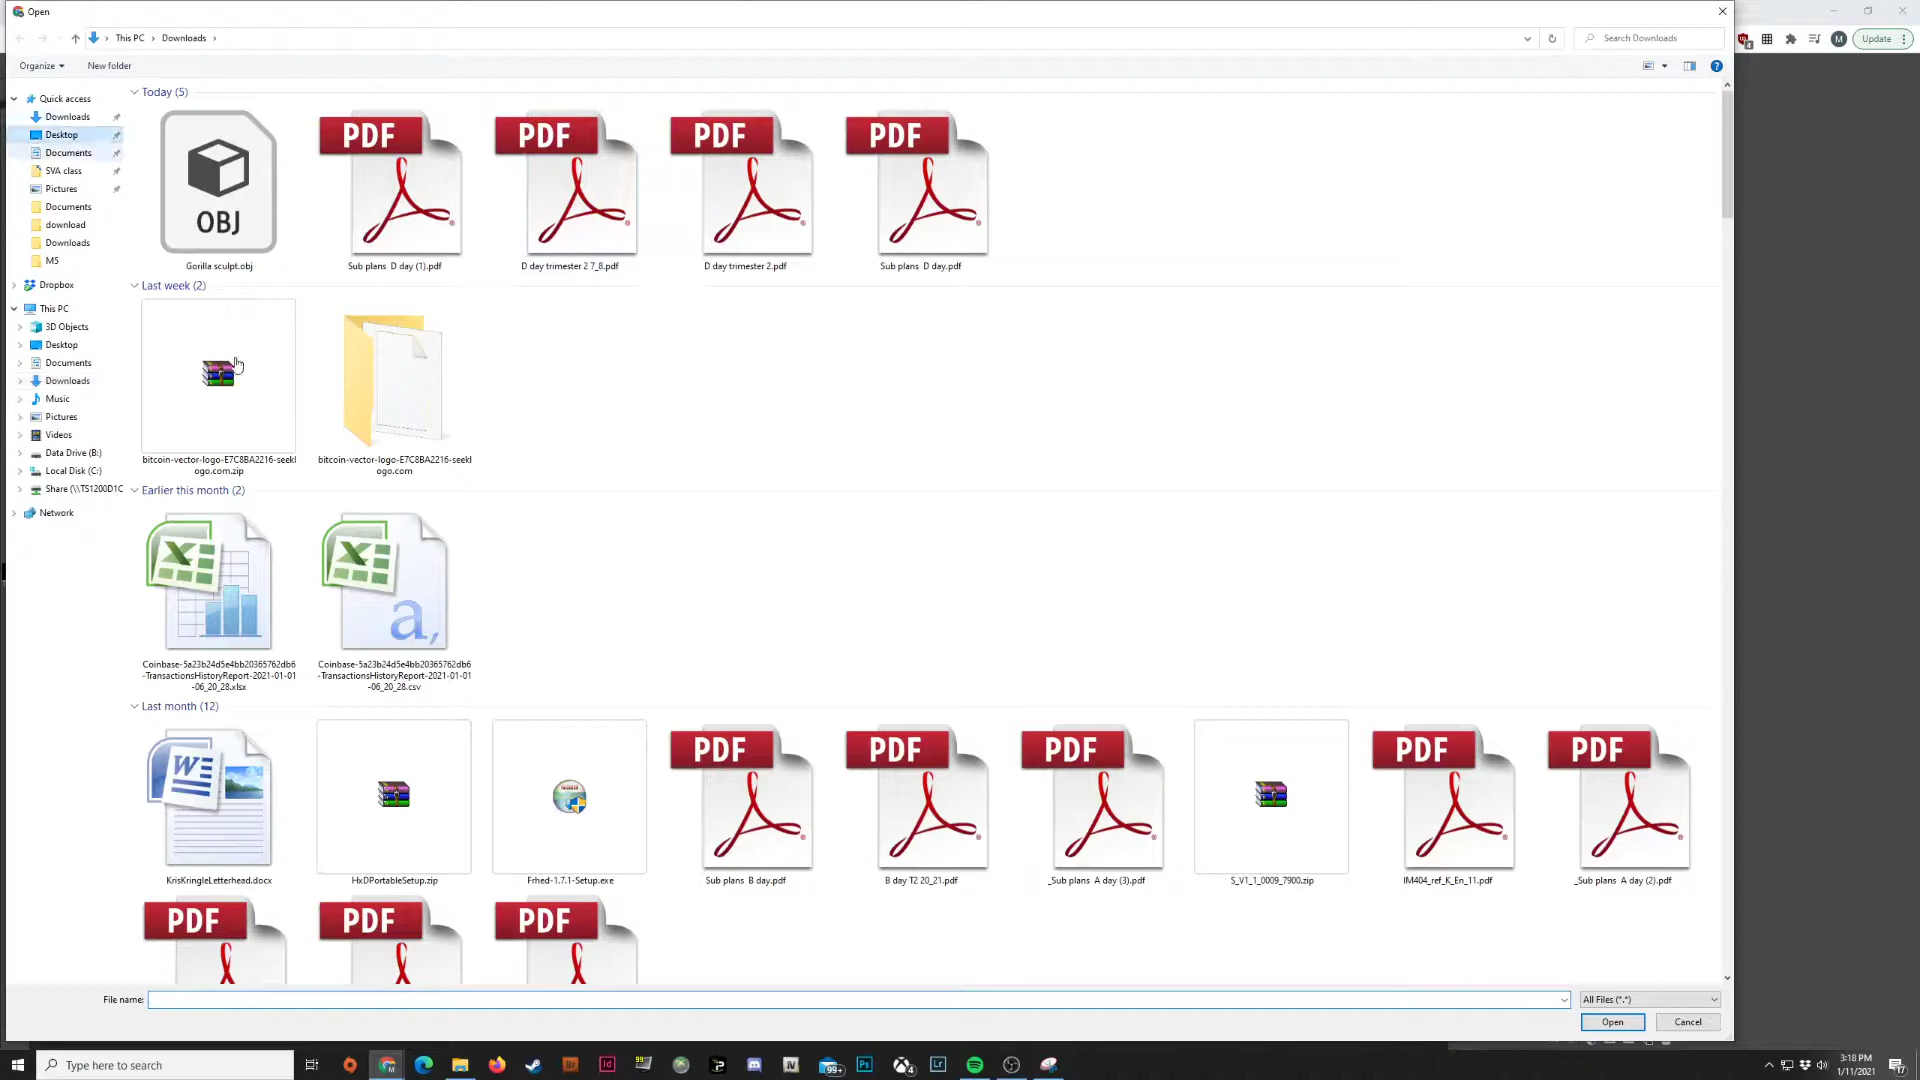 Open
This PC › Downloads ›
Search Downloads
M
Update
Organize
New folder
Quick access
Downloads
Desktop
Documents
SVA class
Pictures
Documents
download
Downloads
M5
Dropbox
This PC
3D Objects
Desktop
Documents
Downloads
Music
Pictures
Videos
Data Drive (B:)
Local Disk (C:)
Share (\\TS1200D1C
Network
Today (5)
OBJ
PDF
PDF
PDF
PDF
Gorilla sculpt.obj
Sub plans  D day (1).pdf
D day trimester 2 7_8.pdf
D day trimester 2.pdf
Sub plans  D day.pdf
Last week (2)
bitcoin-vector-logo-E7C8BA2216-seekl
ogo.com.zip
bitcoin-vector-logo-E7C8BA2216-seekl
ogo.com
Earlier this month (2)
a,
Coinbase-5a23b24d5e4bb20365762db6
-TransactionsHistoryReport-2021-01-01
-06_20_28.xlsx
Coinbase-5a23b24d5e4bb20365762db6
-TransactionsHistoryReport-2021-01-01
-06_20_28.csv
Last month (12)
W
PDF
PDF
PDF
PDF
PDF
KrisKringleLetterhead.docx
HxDPortableSetup.zip
Frhed-1.7.1-Setup.exe
Sub plans  B day.pdf
B day T2 20_21.pdf
_Sub plans  A day (3).pdf
S_V1_1_0009_7900.zip
IM404_ref_K_En_11.pdf
_Sub plans  A day (2).pdf
PDF
PDF
PDF
File name:
All Files (*.*)
Open
Cancel
Type here to search
Br
Id
99+
Ps
4
Lr
3:18 PM
1/11/2021
17